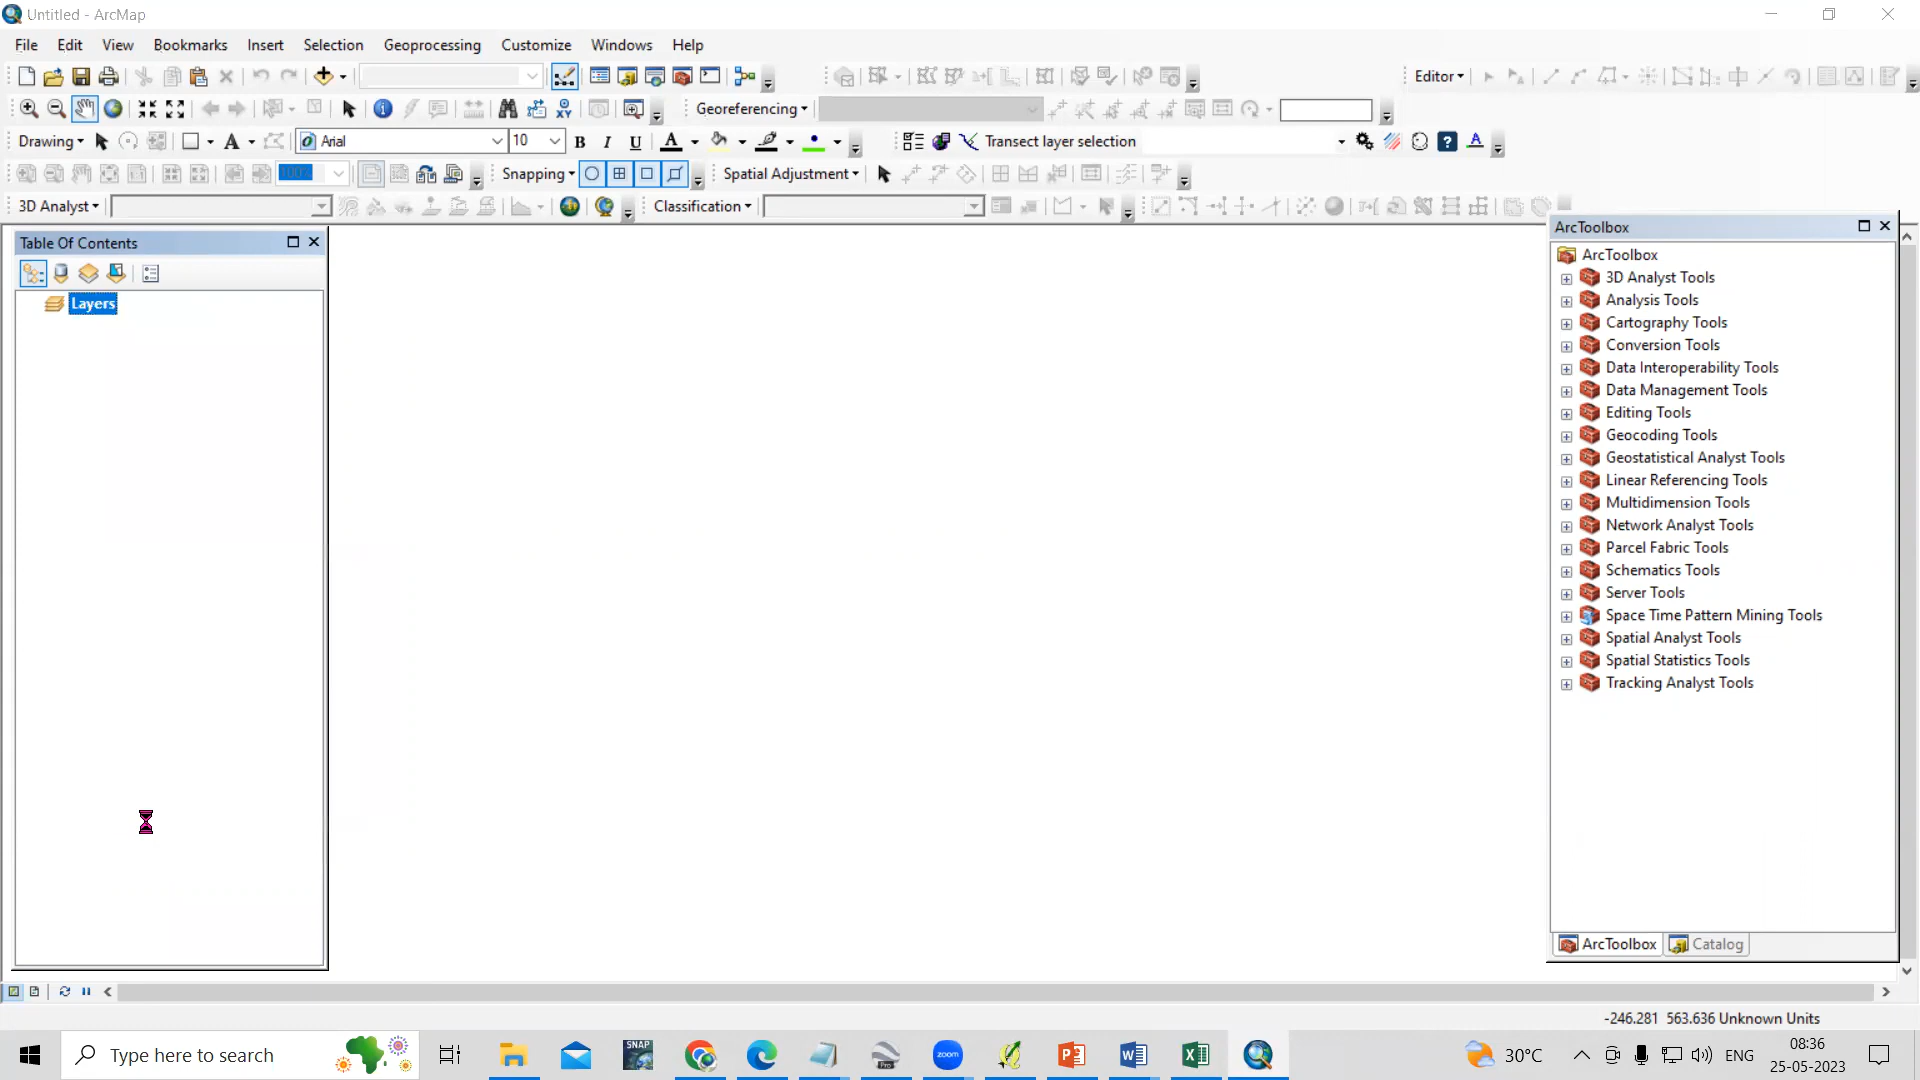 Untitled - ArcMap
File Edit View Bookmarks Insert Selection Geoprocessing Customize Windows Help
Editor
Georeferencing
Drawing A Arial 10 B I U A Transect layer selection ? A
100% Snapping Spatial Adjustment
3D Analyst Classification
Table Of Contents
Layers
ArcToolbox
ArcToolbox
3D Analyst Tools
Analysis Tools
Cartography Tools
Conversion Tools
Data Interoperability Tools
Data Management Tools
Editing Tools
Geocoding Tools
Geostatistical Analyst Tools
Linear Referencing Tools
Multidimension Tools
Network Analyst Tools
Parcel Fabric Tools
Schematics Tools
Server Tools
Space Time Pattern Mining Tools
Spatial Analyst Tools
Spatial Statistics Tools
Tracking Analyst Tools
ArcToolbox Catalog
-246.281 563.636 Unknown Units
Type here to search
SNAP
Pro
zoom
30°C
ENG
08:36
25-05-2023